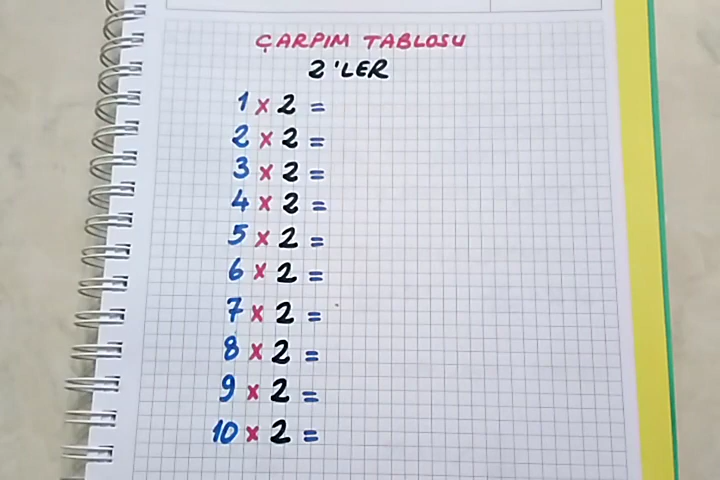 ÇARPIM TABLOSU
2'LER
1 x 2 =
2 x 2 =
3 x 2 =
4 x 2 =
5 x 2 =
6 x 2 =
7 x 2 =
8 x 2 =
9 x 2 =
10 x 2 =